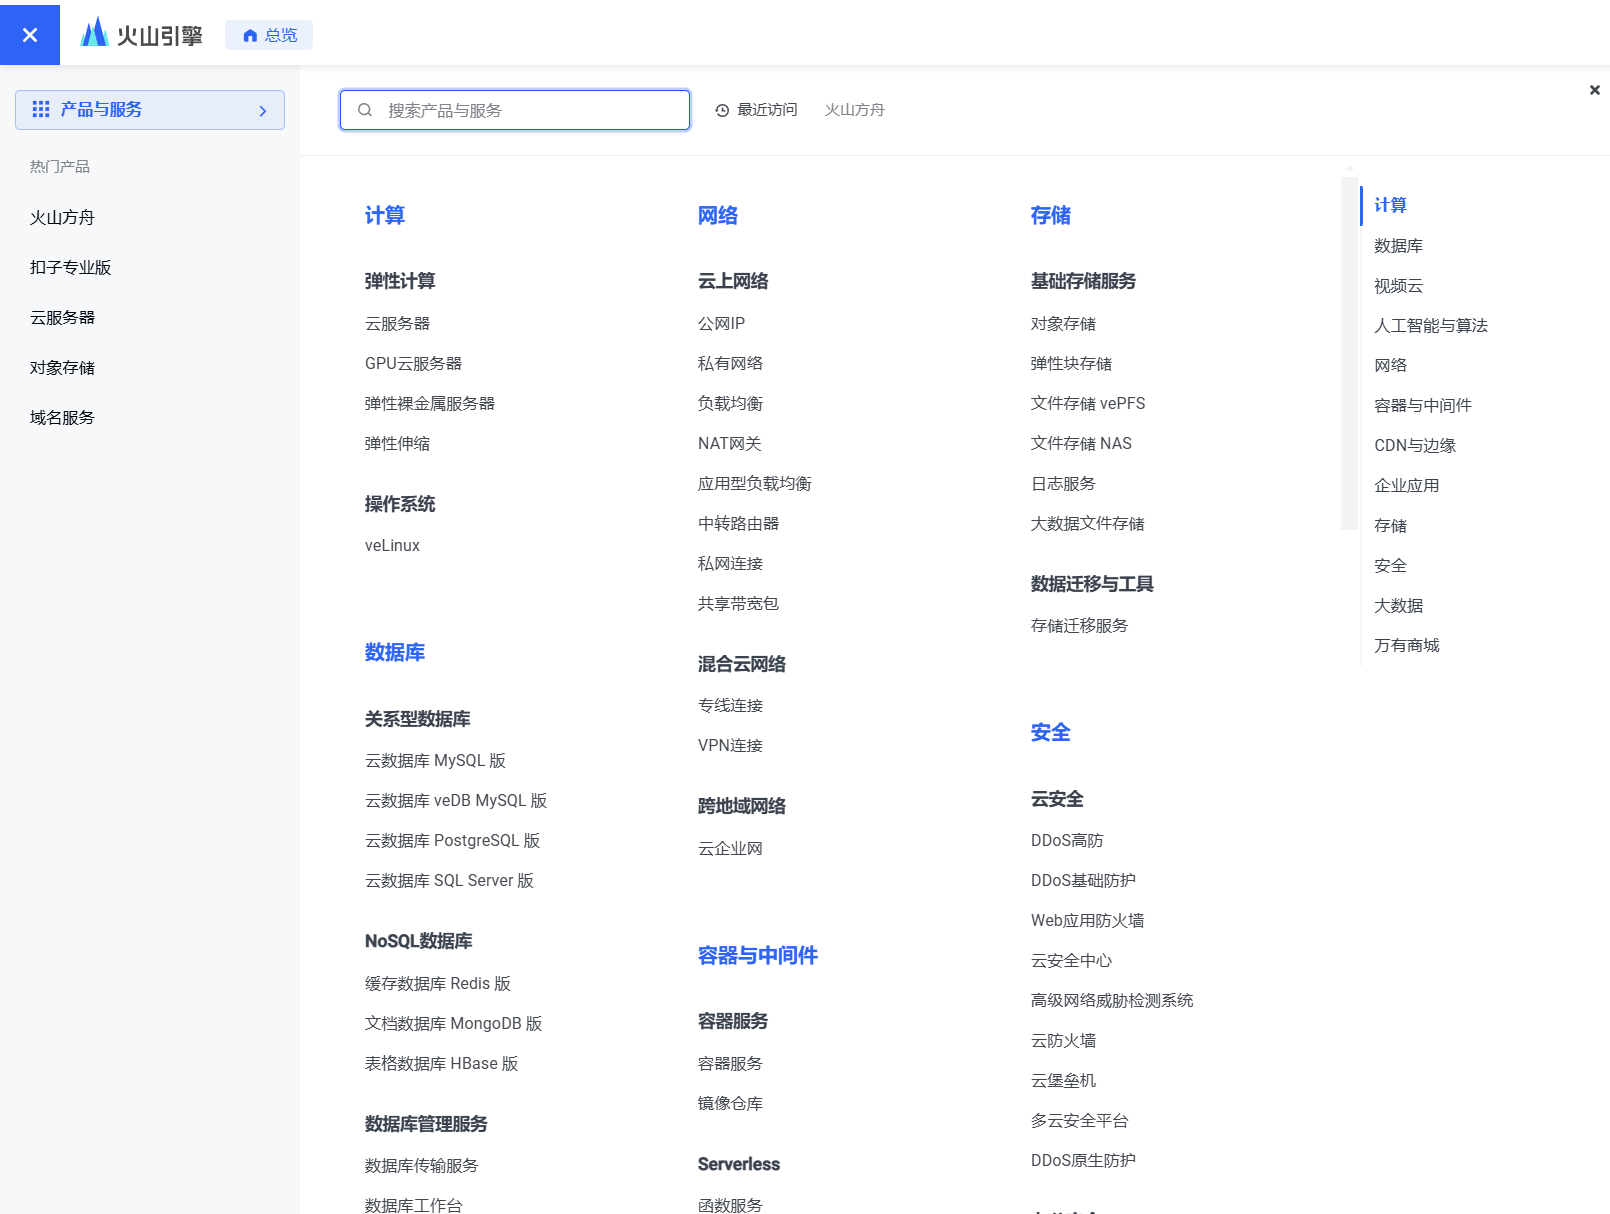 火山引擎
总览
产品与服务
热门产品
火山方舟
扣子专业版
云服务器
对象存储
域名服务
搜索产品与服务
最近访问
火山方舟
计算
弹性计算
云服务器
GPU云服务器
弹性裸金属服务器
弹性伸缩
操作系统
veLinux
数据库
关系型数据库
云数据库 MySQL 版
云数据库 veDB MySQL 版
云数据库 PostgreSQL 版
云数据库 SQL Server 版
NoSQL数据库
缓存数据库 Redis 版
文档数据库 MongoDB 版
表格数据库 HBase 版
数据库管理服务
数据库传输服务
数据库工作台
网络
云上网络
公网IP
私有网络
负载均衡
NAT网关
应用型负载均衡
中转路由器
私网连接
共享带宽包
混合云网络
专线连接
VPN连接
跨地域网络
云企业网
容器与中间件
容器服务
容器服务
镜像仓库
Serverless
函数服务
存储
基础存储服务
对象存储
弹性块存储
文件存储 vePFS
文件存储 NAS
日志服务
大数据文件存储
数据迁移与工具
存储迁移服务
安全
云安全
DDoS高防
DDoS基础防护
Web应用防火墙
云安全中心
高级网络威胁检测系统
云防火墙
云堡垒机
多云安全平台
DDoS原生防护
计算
数据库
视频云
人工智能与算法
网络
容器与中间件
CDN与边缘
企业应用
存储
安全
大数据
万有商城